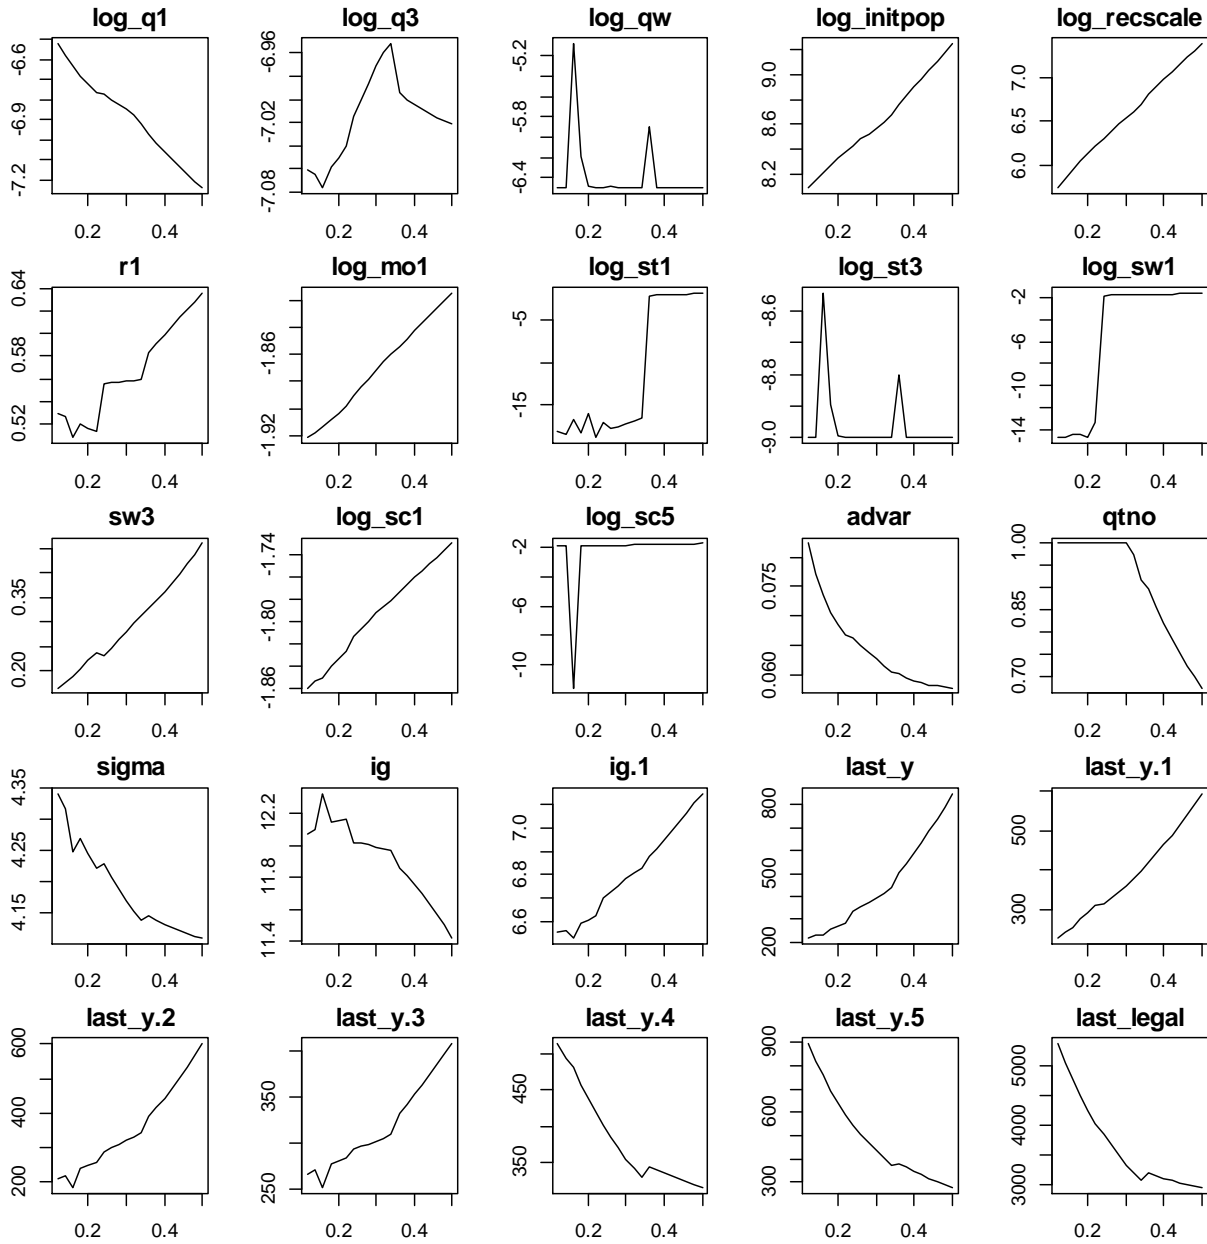 log_q1 log_q3 log_qw log_initpop log_recscale
-6.6 -6.9 -7.2 -6.96 -7.02 -7.08 -5.2 -5.8 -6.4 9.0 8.6 8.2 7.0 6.5 6.0
0.2 0.4 0.2 0.4 0.2 0.4 0.2 0.4 0.2 0.4
r1 log_mo1 log_st1 log_st3 log_sw1
0.64 0.58 0.52 -1.86 -1.92 -5 -15 -8.6 -8.8 -9.0 -2 -6 -10 -14
0.2 0.4 0.2 0.4 0.2 0.4 0.2 0.4 0.2 0.4
sw3 log_sc1 log_sc5 advar qtno
0.35 0.20 -1.74 -1.80 -1.86 -2 -6 -10 0.075 0.060 1.00 0.85 0.70
0.2 0.4 0.2 0.4 0.2 0.4 0.2 0.4 0.2 0.4
sigma ig ig.1 last_y last_y.1
4.35 4.25 4.15 12.2 11.8 11.4 7.0 6.8 6.6 800 500 200 500 300
0.2 0.4 0.2 0.4 0.2 0.4 0.2 0.4 0.2 0.4
last_y.2 last_y.3 last_y.4 last_y.5 last_legal
600 400 200 350 250 450 350 900 600 300 5000 4000 3000
0.2 0.4 0.2 0.4 0.2 0.4 0.2 0.4 0.2 0.4